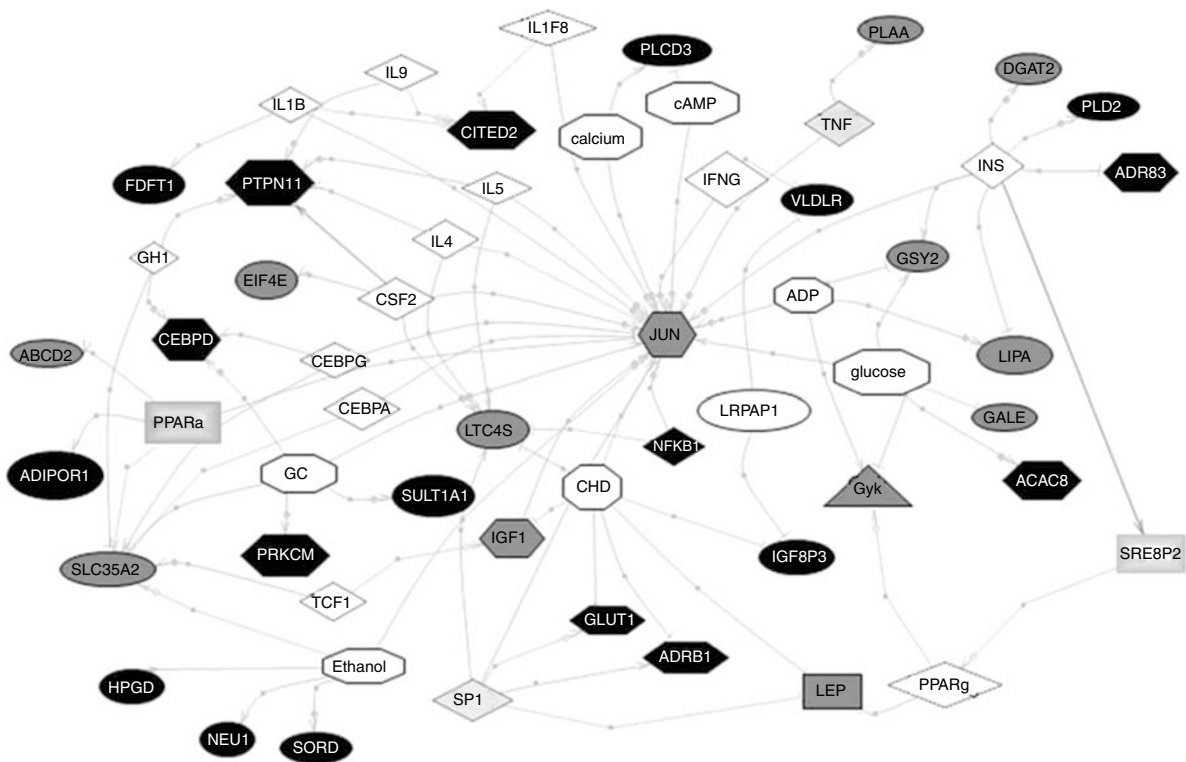 IL1F8
PLAA
PLCD3
DGAT2
IL9
IL1B
cAMP
PLD2
CITED2
calcium
TNF
INS
ADR83
FDFT1
PTPN11
IL5
IFNG
VLDLR
GH1
IL4
GSY2
EIF4E
CSF2
ADP
CEBPD
JUN
ABCD2
CEBPG
LIPA
glucose
CEBPA
LRPAP1
GALE
PPARa
LTC4S
NFKB1
ADIPOR1
GC
SULT1A1
CHD
Gyk
ACAC8
PRKCM
IGF1
IGF8P3
SRE8P2
SLC35A2
TCF1
GLUT1
ADRB1
Ethanol
HPGD
SP1
LEP
PPARg
NEU1
SORD